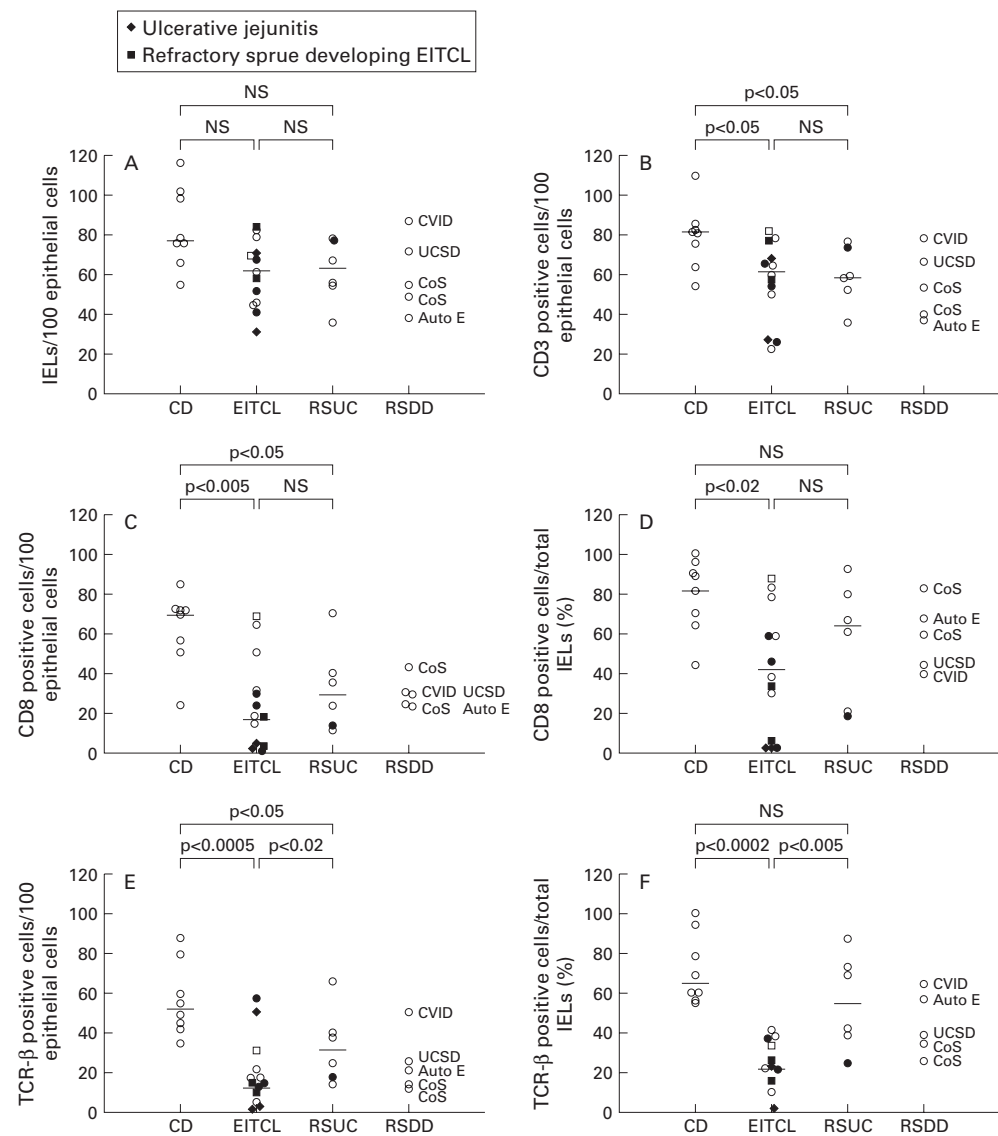 Ulcerative jejunitis
Refractory sprue developing EITCL
NS
NS NS
A
IELs/100 epithelial cells
120
100
80
60
40
20
0
CVID
UCSD
CoS
CoS
Auto E
CD EITCL RSUC RSDD
p<0.05
p<0.05 NS
B
CD3 positive cells/100
epithelial cells
120
100
80
60
40
20
0
CVID
UCSD
CoS
CoS
Auto E
CD EITCL RSUC RSDD
p<0.05
p<0.005 NS
C
CD8 positive cells/100
epithelial cells
120
100
80
60
40
20
0
CoS
CVID UCSD
CoS Auto E
CD EITCL RSUC RSDD
NS
p<0.02 NS
D
CD8 positive cells/total
IELs (%)
120
100
80
60
40
20
0
CoS
Auto E
CoS
UCSD
CVID
CD EITCL RSUC RSDD
p<0.05
p<0.0005 p<0.02
E
TCR-β positive cells/100
epithelial cells
120
100
80
60
40
20
0
CVID
UCSD
Auto E
CoS
CoS
CD EITCL RSUC RSDD
NS
p<0.0002 p<0.005
F
TCR-β positive cells/total
IELs (%)
120
100
80
60
40
20
0
CVID
Auto E
UCSD
CoS
CoS
CD EITCL RSUC RSDD